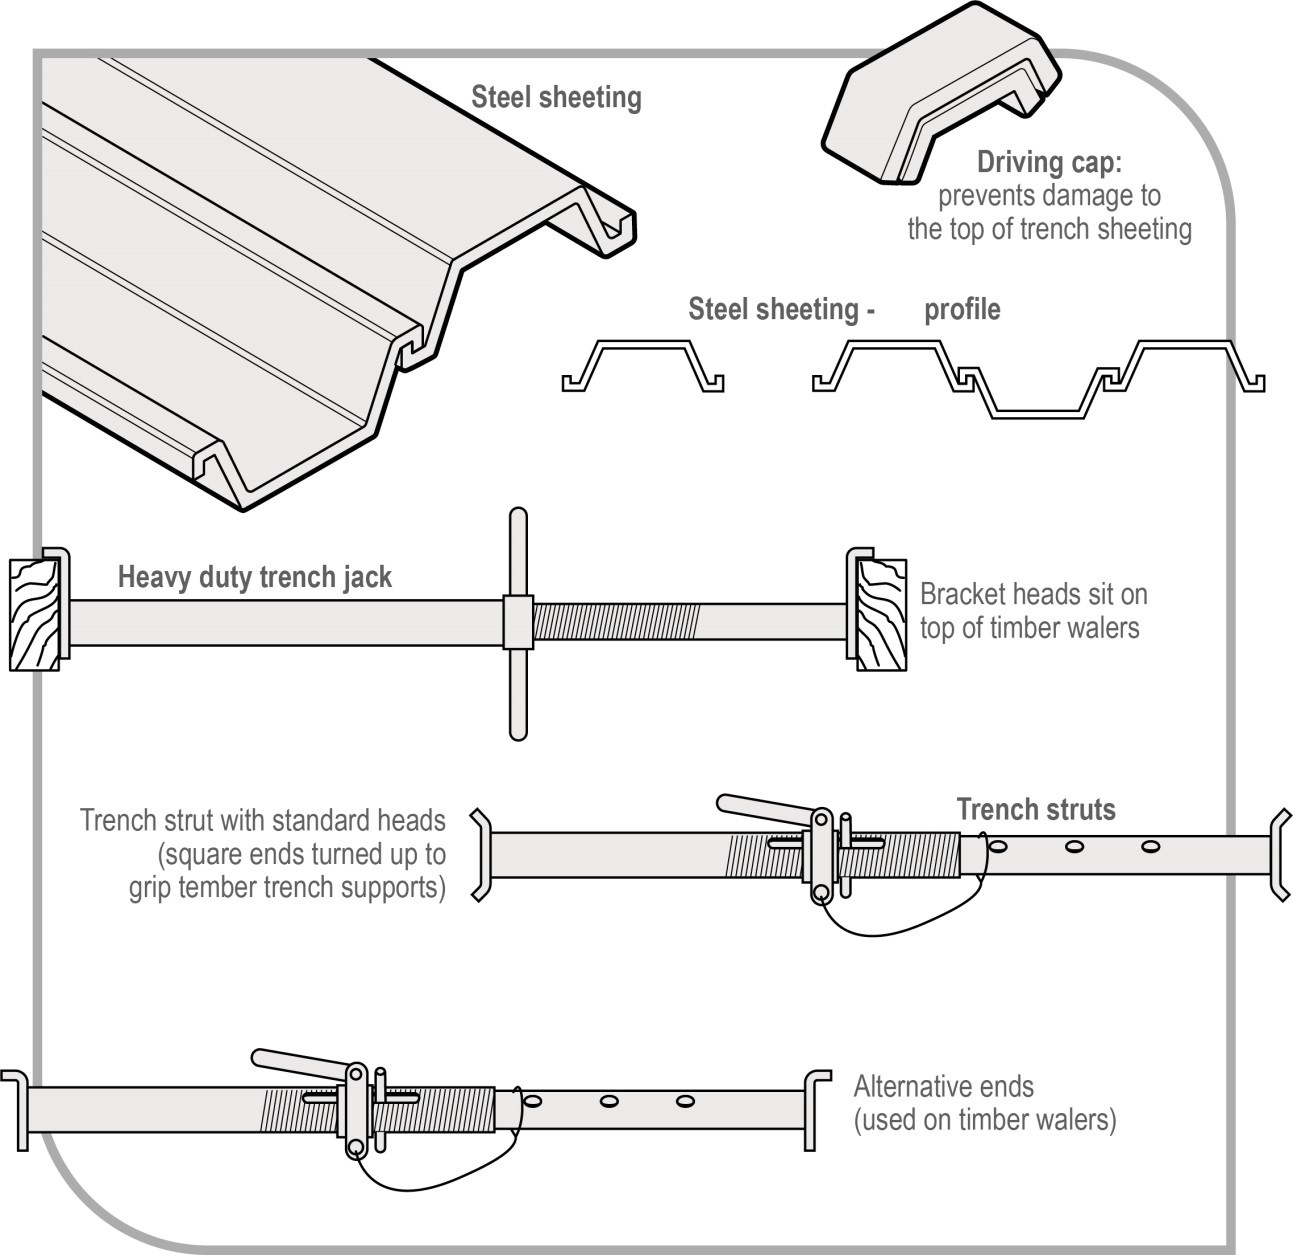 Steel sheeting
Driving cap:
prevents damage to
the top of trench sheeting
Steel sheeting - profile
Heavy duty trench jack
Bracket heads sit on
top of timber walers
Trench strut with standard heads
(square ends turned up to
grip tember trench supports)
Trench struts
Alternative ends
(used on timber walers)